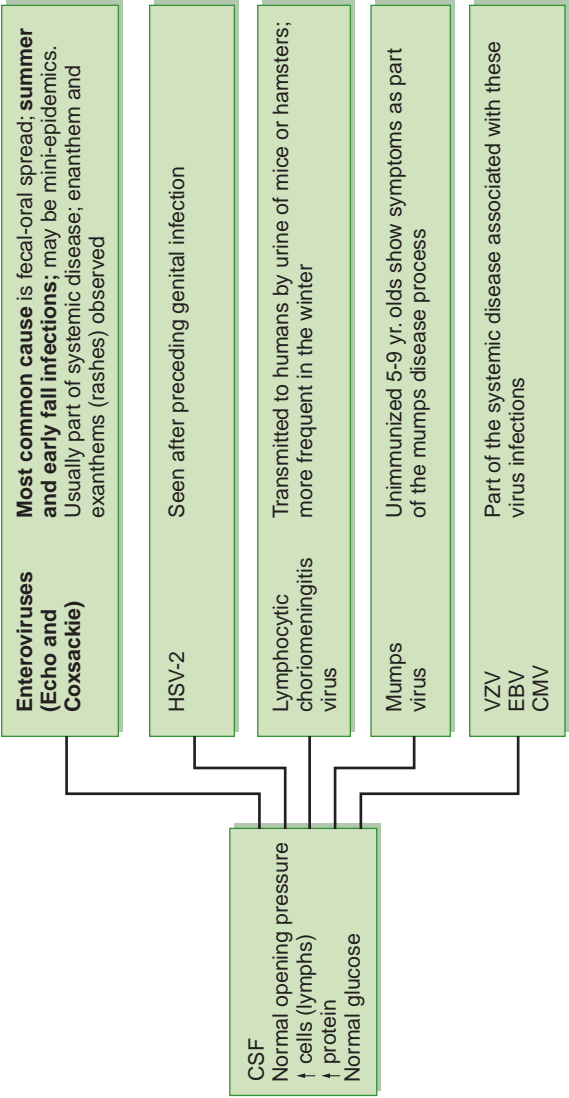 CSF
Normal opening pressure
↑ cells (lymphs)
↑ protein
Normal glucose
Enteroviruses
(Echo and
Coxsackie)
Most common cause is fecal-oral spread; summer
and early fall infections; may be mini-epidemics.
Usually part of systemic disease; enanthem and
exanthems (rashes) observed
HSV-2
Seen after preceding genital infection
Lymphocytic
choriomeningitis
virus
Transmitted to humans by urine of mice or hamsters;
more frequent in the winter
Mumps
virus
Unimmunized 5-9 yr. olds show symptoms as part
of the mumps disease process
VZV
EBV
CMV
Part of the systemic disease associated with these
virus infections